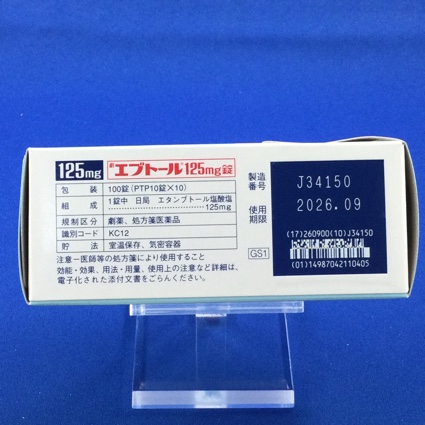 125mg
劇 エブトール125mg錠
包装 100錠(PTP10錠×10)
組成 1錠中 日局 エタンブトール塩酸塩
125mg
規制区分 劇薬、処方箋医薬品
識別コード KC12
貯法 室温保存、気密容器
注意-医師等の処方箋により使用すること
効能・効果、用法・用量、使用上の注意など詳細は、
電子化された添付文書をごらんください。
製造番号 J34150
使用期限 2026.09
(17)260900(10)J34150
(01)14987042110405
GS1